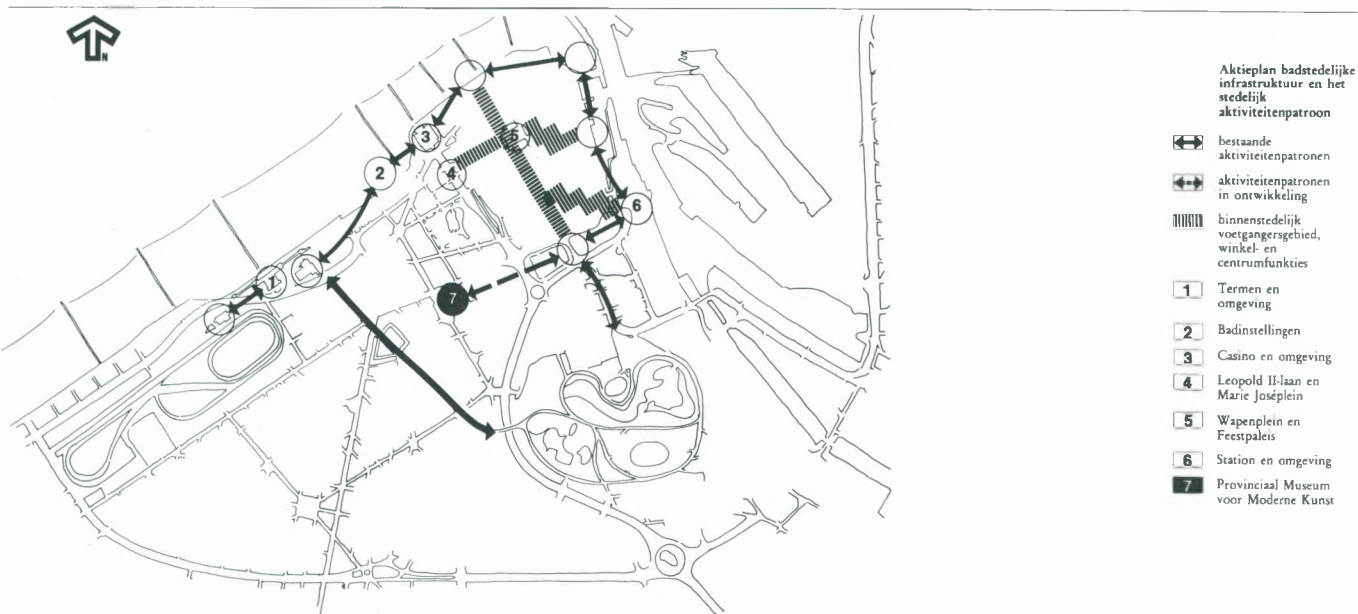 N
3
5
2
4
6
1
7
Aktieplan badstedelijke
infrastruktuur en het
stedelijk
aktiviteitenpatroon
bestaande
aktiviteitenpatronen
aktiviteitenpatronen
in ontwikkeling
binnenstedelijk
voetgangersgebied,
winkel- en
centrumfunkties
1 Termen en
omgeving
2 Badinstellingen
3 Casino en omgeving
4 Leopold II-laan en
Marie Joséplein
5 Wapenplein en
Feestpaleis
6 Station en omgeving
7 Provinciaal Museum
voor Moderne Kunst